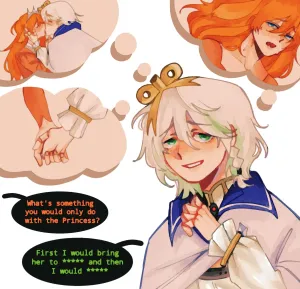 What's something
you would only do
with the Princess?
First I would bring
her to ***** and then
I would *****